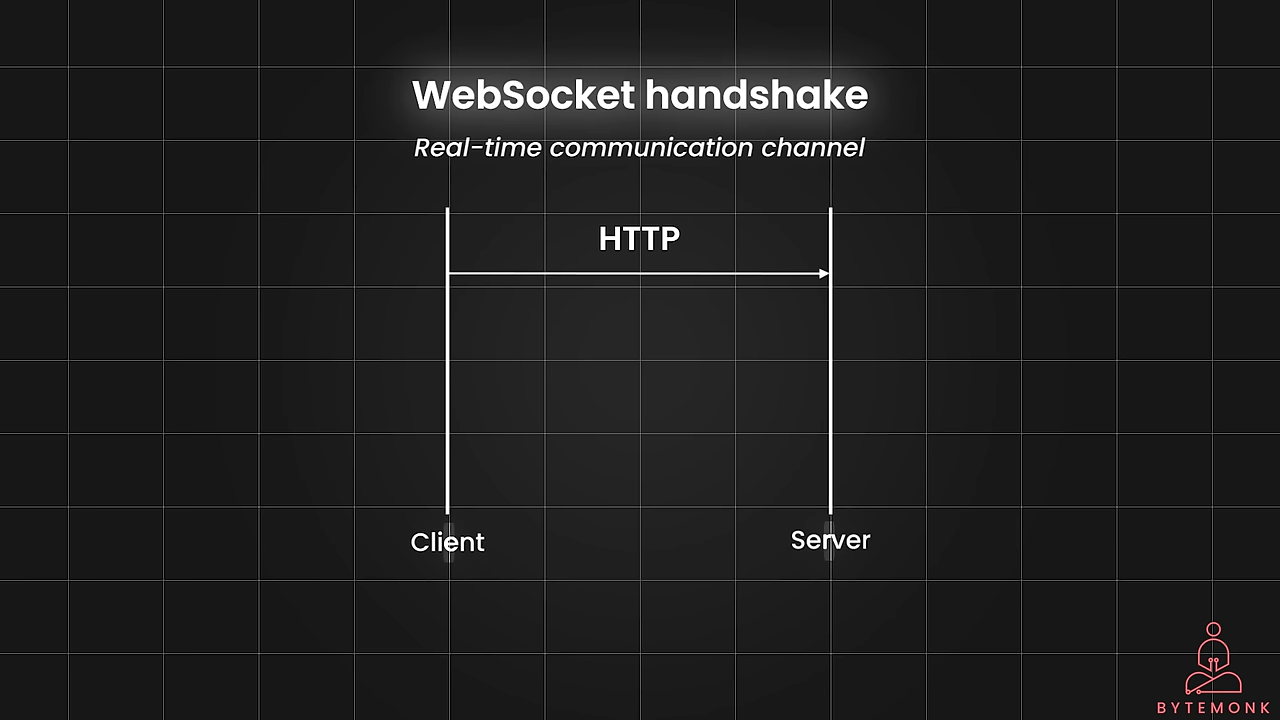 WebSocket handshake
Real-time communication channel
HTTP
Client
Server
BYTEMONK